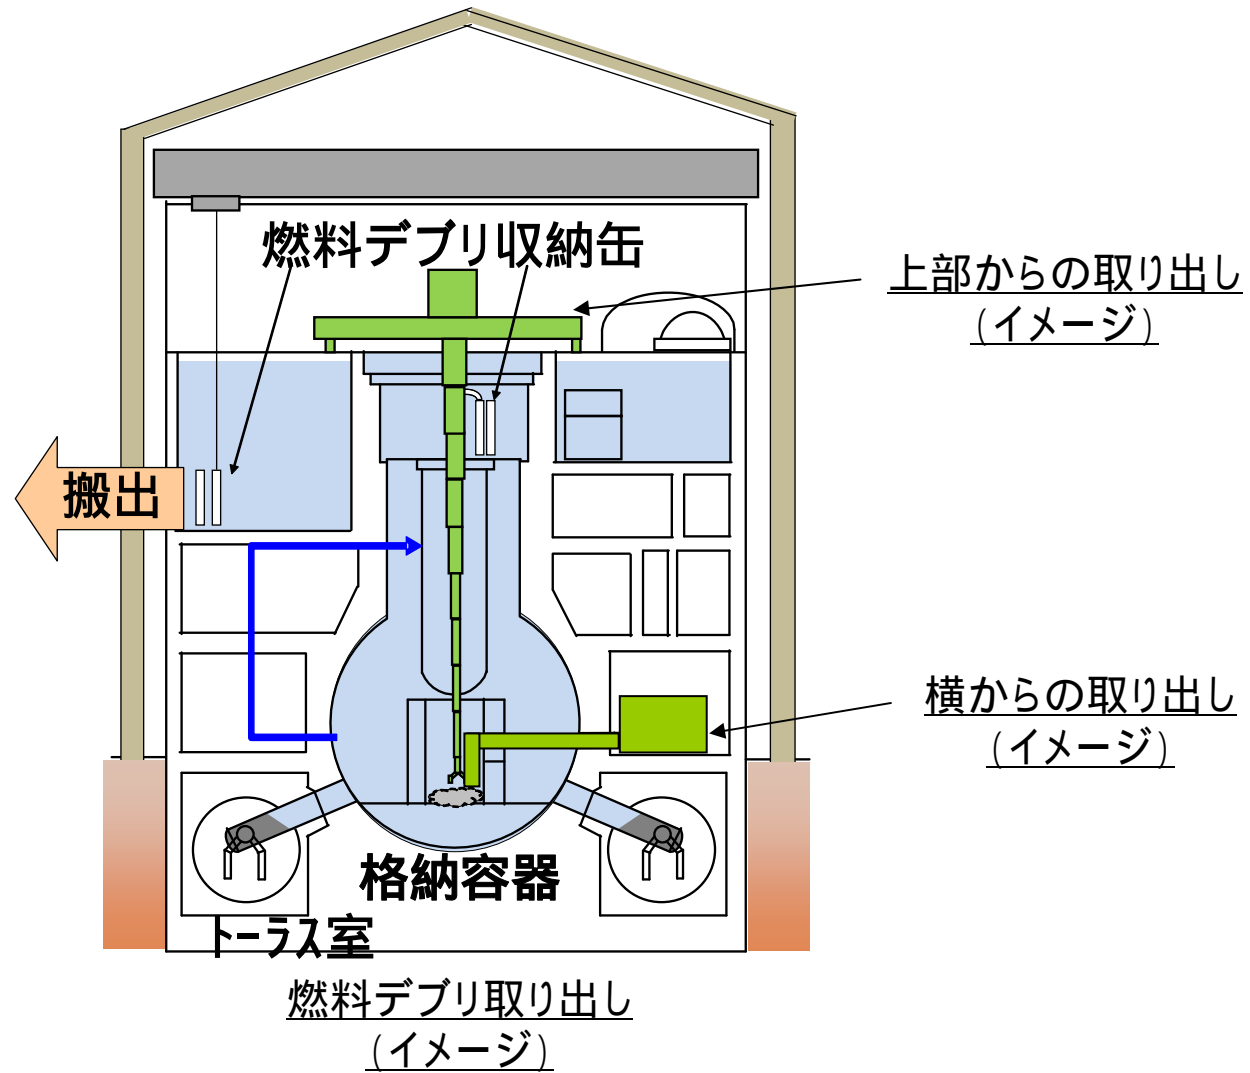 燃料デブリ収納缶
上部からの取り出し
(イメージ)
搬出
横からの取り出し
(イメージ)
格納容器
トーラス室
燃料デブリ取り出し
(イメージ)